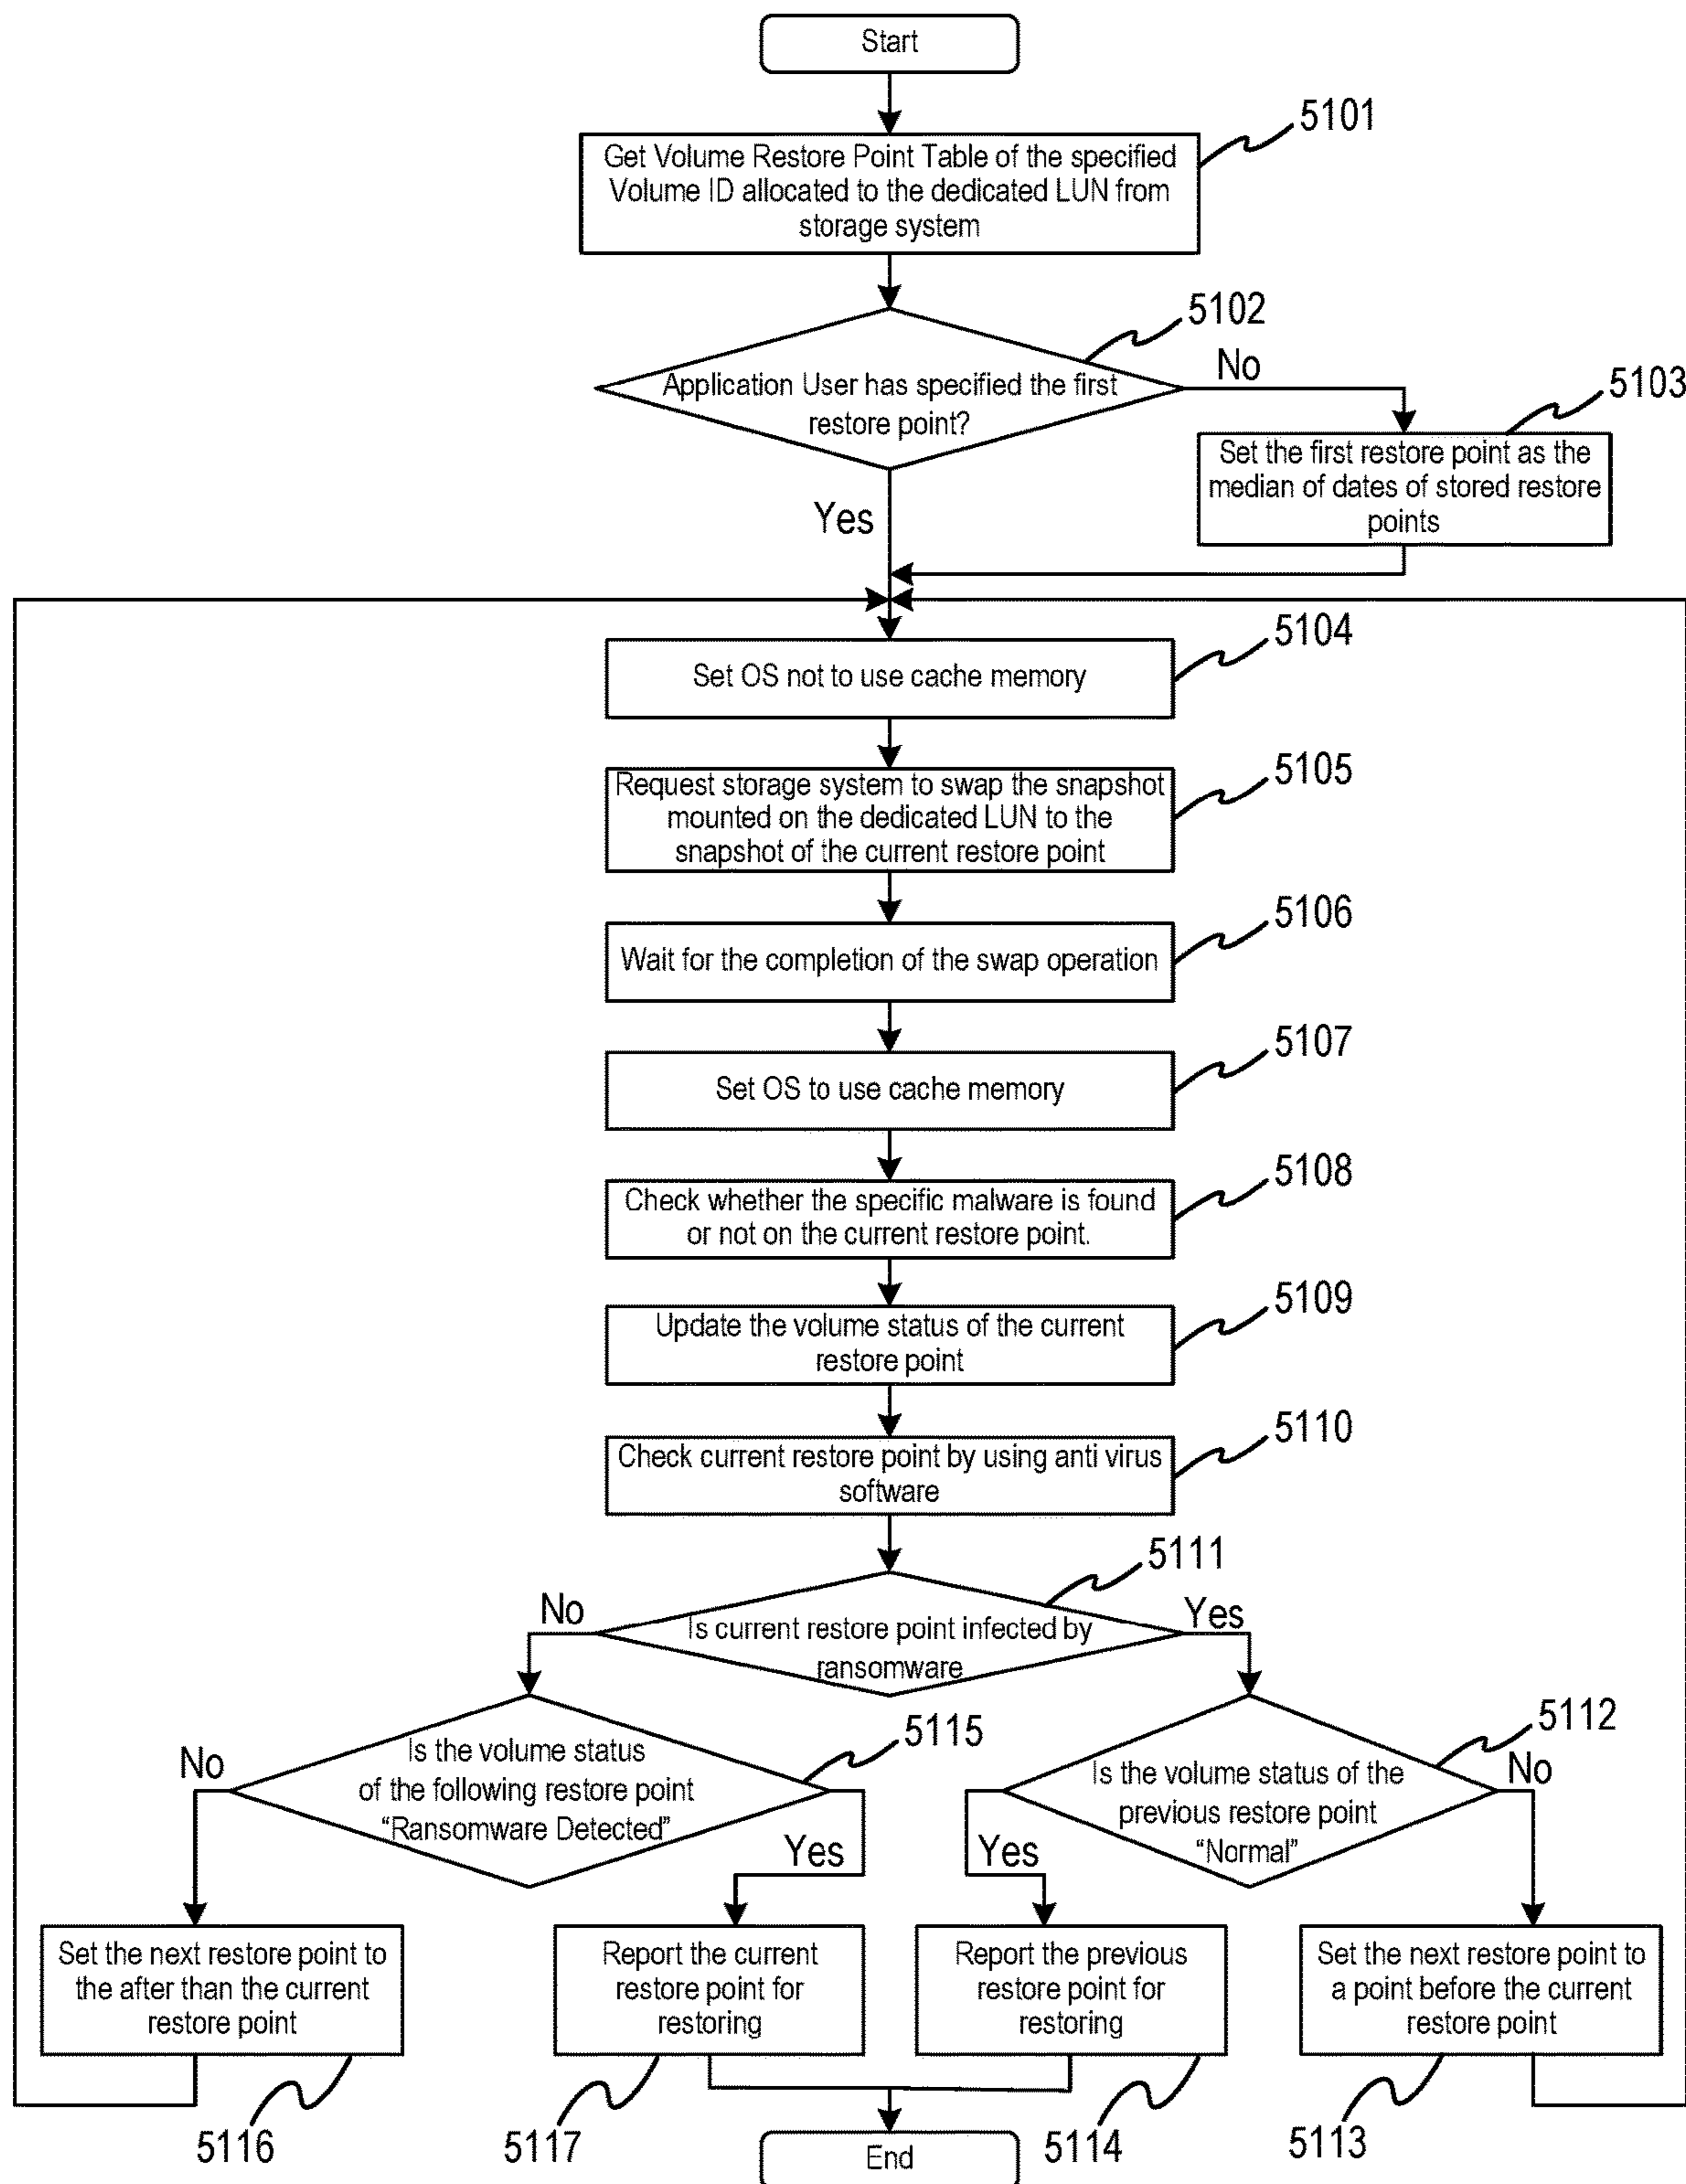 Start
5101
Get Volume Restore Point Table of the specified
Volume ID allocated to the dedicated LUN from
storage system
5102
Application User has specified the first
restore point?
No
5103
Set the first restore point as the
median of dates of stored restore
points
Yes
5104
Set OS not to use cache memory
5105
Request storage system to swap the snapshot
mounted on the dedicated LUN to the
snapshot of the current restore point
5106
Wait for the completion of the swap operation
5107
Set OS to use cache memory
5108
Check whether the specific malware is found
or not on the current restore point.
5109
Update the volume status of the current
restore point
5110
Check current restore point by using anti virus
software
5111
No
Is current restore point infected by
ransomware
Yes
5115
No
Is the volume status
of the following restore point
“Ransomware Detected”
Yes
5112
Is the volume status of the
previous restore point
“Normal”
No
Yes
Set the next restore point to
the after than the current
restore point
Report the current
restore point for
restoring
Report the previous
restore point for
restoring
Set the next restore point to
a point before the current
restore point
5116
5117
5114
5113
End